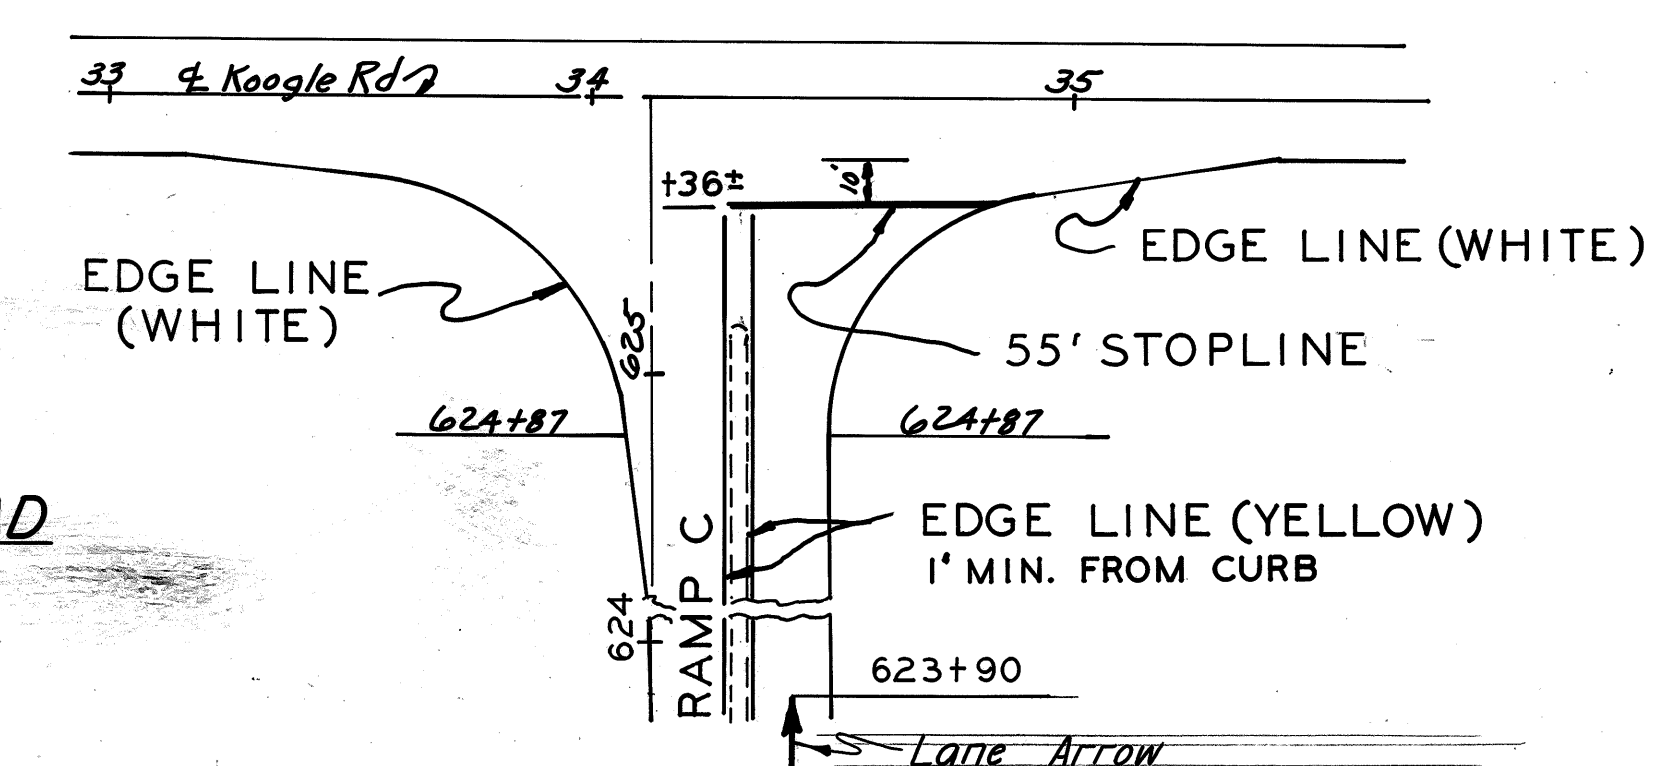 33 ℄ Koogle Rd 34 35
+36±
10'
EDGE LINE
(WHITE)
EDGE LINE (WHITE)
625
55' STOPLINE
624+87
624+87
EDGE LINE (YELLOW)
1' MIN. FROM CURB
RAMP C
624
623+90
Lane Arrow